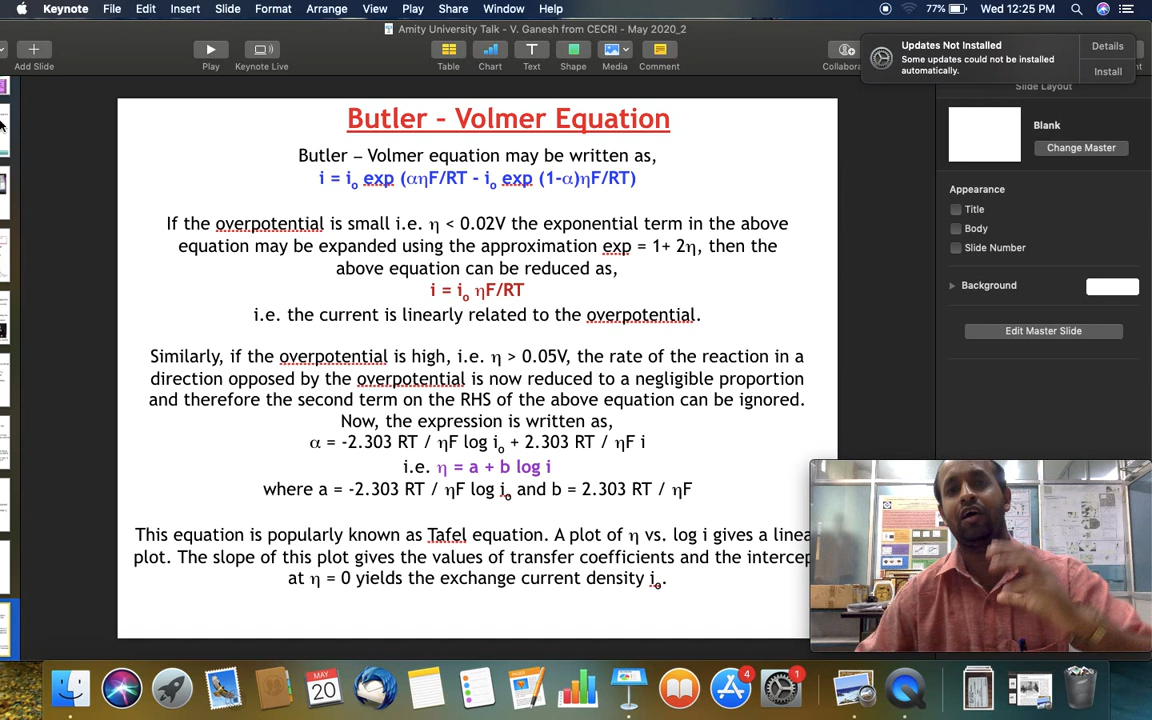 Keynote File Edit Insert Slide Format Arrange View Play Share Window Help 77% Wed 12:25 PM
Amity University Talk - V. Ganesh from CECRI - May 2020_2
Add Slide Play Keynote Live Table Chart Text Shape Media Comment Collabora
Updates Not Installed
Some updates could not be installed
automatically.
Details
Install
Slide Layout
Blank
Change Master
Appearance
Title
Body
Slide Number
Background
Edit Master Slide
Butler - Volmer Equation
Butler – Volmer equation may be written as,
i = io exp (αηF/RT - io exp (1-α)ηF/RT)
If the overpotential is small i.e. η < 0.02V the exponential term in the above
equation may be expanded using the approximation exp = 1+ 2η, then the
above equation can be reduced as,
i = io ηF/RT
i.e. the current is linearly related to the overpotential.
Similarly, if the overpotential is high, i.e. η > 0.05V, the rate of the reaction in a
direction opposed by the overpotential is now reduced to a negligible proportion
and therefore the second term on the RHS of the above equation can be ignored.
Now, the expression is written as,
α = -2.303 RT / ηF log io + 2.303 RT / ηF i
i.e. η = a + b log i
where a = -2.303 RT / ηF log io and b = 2.303 RT / ηF
This equation is popularly known as Tafel equation. A plot of η vs. log i gives a linea
plot. The slope of this plot gives the values of transfer coefficients and the intercep
at η = 0 yields the exchange current density io.
MAY
20
4
1